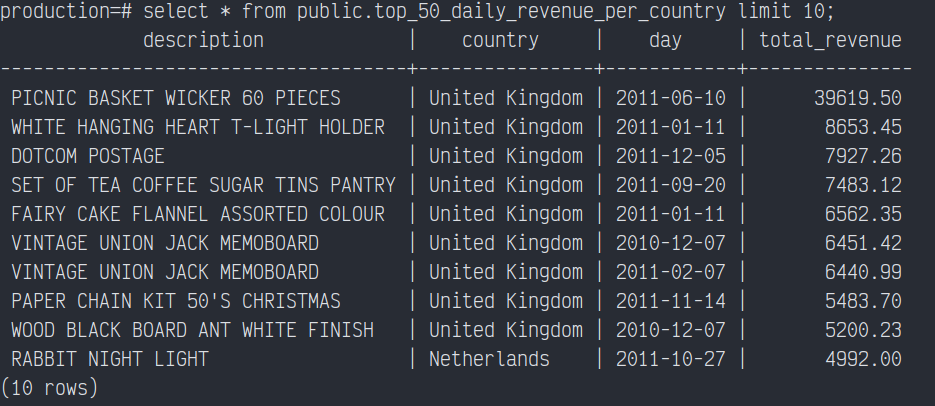 production=# select * from public.top_50_daily_revenue_per_country limit 10;
             description             |    country     |    day     | total_revenue
-------------------------------------+----------------+------------+---------------
 PICNIC BASKET WICKER 60 PIECES      | United Kingdom | 2011-06-10 |      39619.50
 WHITE HANGING HEART T-LIGHT HOLDER  | United Kingdom | 2011-01-11 |       8653.45
 DOTCOM POSTAGE                      | United Kingdom | 2011-12-05 |       7927.26
 SET OF TEA COFFEE SUGAR TINS PANTRY | United Kingdom | 2011-09-20 |       7483.12
 FAIRY CAKE FLANNEL ASSORTED COLOUR  | United Kingdom | 2011-01-11 |       6562.35
 VINTAGE UNION JACK MEMOBOARD        | United Kingdom | 2010-12-07 |       6451.42
 VINTAGE UNION JACK MEMOBOARD        | United Kingdom | 2011-02-07 |       6440.99
 PAPER CHAIN KIT 50'S CHRISTMAS      | United Kingdom | 2011-11-14 |       5483.70
 WOOD BLACK BOARD ANT WHITE FINISH   | United Kingdom | 2010-12-07 |       5200.23
 RABBIT NIGHT LIGHT                  | Netherlands    | 2011-10-27 |       4992.00
(10 rows)